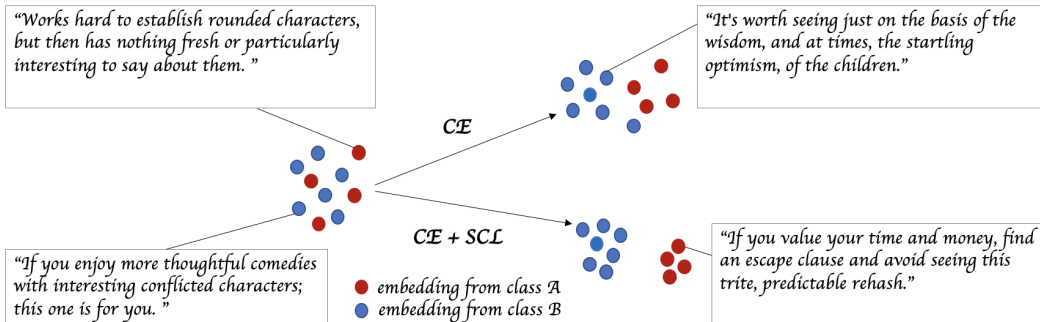 “Works hard to establish rounded characters,
but then has nothing fresh or particularly
interesting to say about them. ”
“It's worth seeing just on the basis of the
wisdom, and at times, the startling
optimism, of the children.”
CE
CE + SCL
“If you enjoy more thoughtful comedies
with interesting conflicted characters;
this one is for you. ”
embedding from class A
embedding from class B
“If you value your time and money, find
an escape clause and avoid seeing this
trite, predictable rehash.”